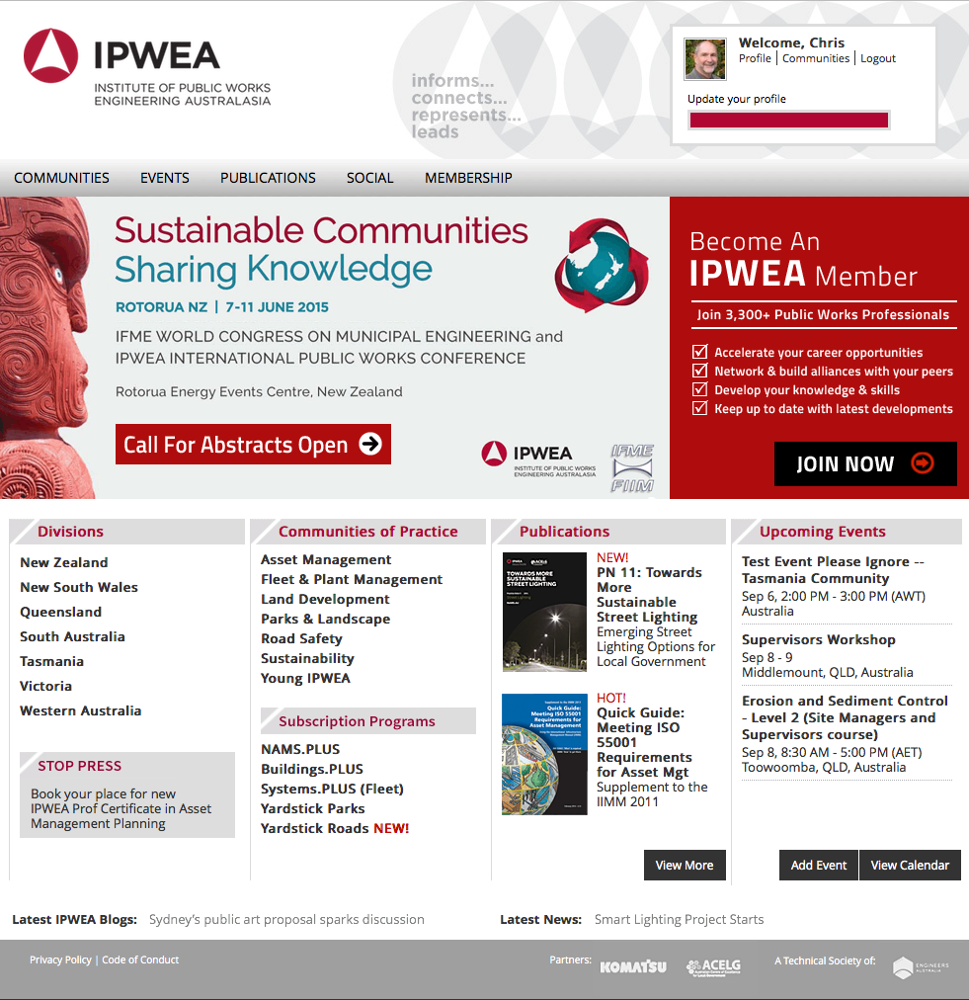 IPWEA
INSTITUTE OF PUBLIC WORKS
ENGINEERING AUSTRALASIA
informs...
connects...
represents...
leads
Welcome, Chris
Profile | Communities | Logout
Update your profile
COMMUNITIES EVENTS PUBLICATIONS SOCIAL MEMBERSHIP
Sustainable Communities
Sharing Knowledge
ROTORUA NZ | 7-11 JUNE 2015
IFME WORLD CONGRESS ON MUNICIPAL ENGINEERING and
IPWEA INTERNATIONAL PUBLIC WORKS CONFERENCE
Rotorua Energy Events Centre, New Zealand
Call For Abstracts Open
IPWEA
INSTITUTE OF PUBLIC WORKS
ENGINEERING AUSTRALASIA
IFME
FIIM
Become An
IPWEA Member
Join 3,300+ Public Works Professionals
Accelerate your career opportunities
Network & build alliances with your peers
Develop your knowledge & skills
Keep up to date with latest developments
JOIN NOW
Divisions
New Zealand
New South Wales
Queensland
South Australia
Tasmania
Victoria
Western Australia
STOP PRESS
Book your place for new
IPWEA Prof Certificate in Asset
Management Planning
Communities of Practice
Asset Management
Fleet & Plant Management
Land Development
Parks & Landscape
Road Safety
Sustainability
Young IPWEA
Subscription Programs
NAMS.PLUS
Buildings.PLUS
Systems.PLUS (Fleet)
Yardstick Parks
Yardstick Roads NEW!
Publications
TOWARDS MORE
SUSTAINABLE
STREET LIGHTING
NEW!
PN 11: Towards
More
Sustainable
Street Lighting
Emerging Street
Lighting Options for
Local Government
Supplement to the IIMM 2011
Quick Guide:
Meeting ISO 55001
Requirements for
Asset Management
HOT!
Quick Guide:
Meeting ISO
55001
Requirements
for Asset Mgt
Supplement to the
IIMM 2011
View More
Upcoming Events
Test Event Please Ignore --
Tasmania Community
Sep 6, 2:00 PM - 3:00 PM (AWT)
Australia
Supervisors Workshop
Sep 8 - 9
Middlemount, QLD, Australia
Erosion and Sediment Control
- Level 2 (Site Managers and
Supervisors course)
Sep 8, 8:30 AM - 5:00 PM (AET)
Toowoomba, QLD, Australia
Add Event View Calendar
Latest IPWEA Blogs: Sydney's public art proposal sparks discussion
Latest News: Smart Lighting Project Starts
Privacy Policy | Code of Conduct
Partners:
KOMATSU
ACELG
Australian Centre of Excellence
for Local Government
A Technical Society of:
ENGINEERS
AUSTRALIA